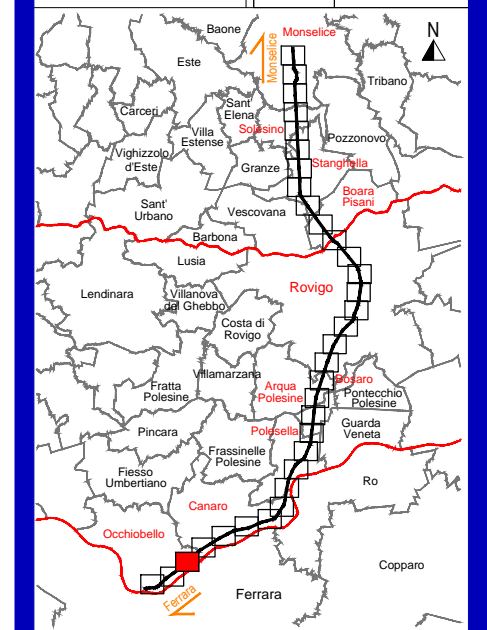 Baone
Monselice
N
Monselice
Este
Tribano
Carceri
Sant'
Elena
Solesino
Villa
Estense
Pozzonovo
Vighizzolo
d'Este
Granze
Stanghella
Boara
Pisani
Sant'
Urbano
Vescovana
Barbona
Lusia
Lendinara
Villanova
del Ghebbo
Rovigo
Costa di
Rovigo
Villamarzana
Fratta
Polesine
Arqua
Polesine
Bosaro
Pontecchio
Polesine
Pincara
Polesella
Guarda
Veneta
Frassinelle
Polesine
Fiesso
Umbertiano
Ro
Canaro
Occhiobello
Copparo
Ferrara
Ferrara